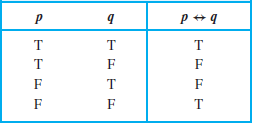 p q p ↔ q
T T T
T F F
F T F
F F T